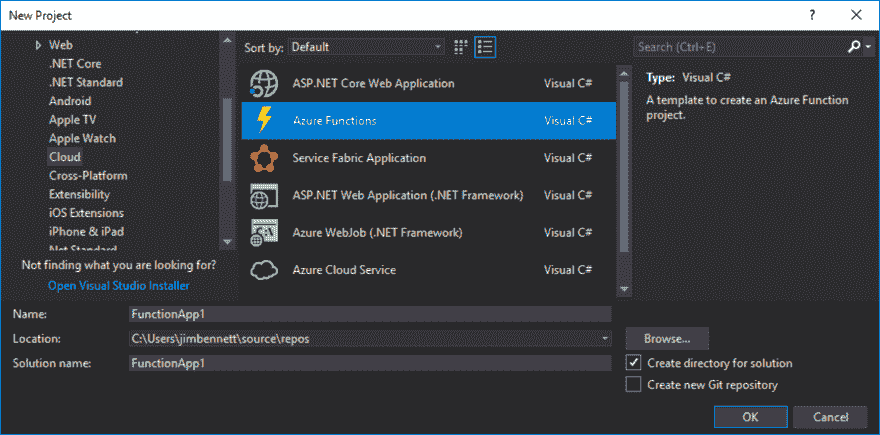 New Project
Web
.NET Core
.NET Standard
Android
Apple TV
Apple Watch
Cloud
Cross-Platform
Extensibility
iOS Extensions
iPhone & iPad
Net Standard
Not finding what you are looking for?
Open Visual Studio Installer
Sort by: Default
ASP.NET Core Web Application Visual C#
Azure Functions Visual C#
Service Fabric Application Visual C#
ASP.NET Web Application (.NET Framework) Visual C#
Azure WebJob (.NET Framework) Visual C#
Azure Cloud Service Visual C#
Search (Ctrl+E)
Type: Visual C#
A template to create an Azure Function
project.
Name: FunctionApp1
Location: C:\Users\jimbennett\source\repos
Browse...
Solution name: FunctionApp1
Create directory for solution
Create new Git repository
OK
Cancel